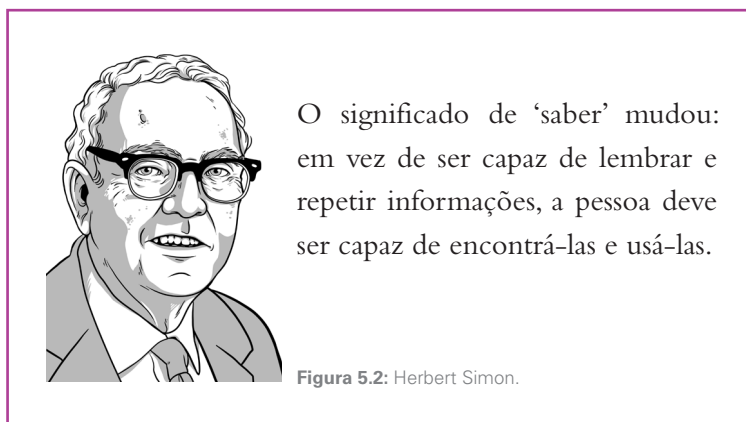 O significado de ‘saber’ mudou:
em vez de ser capaz de lembrar e
repetir informações, a pessoa deve
ser capaz de encontrá-las e usá-las.
Figura 5.2: Herbert Simon.